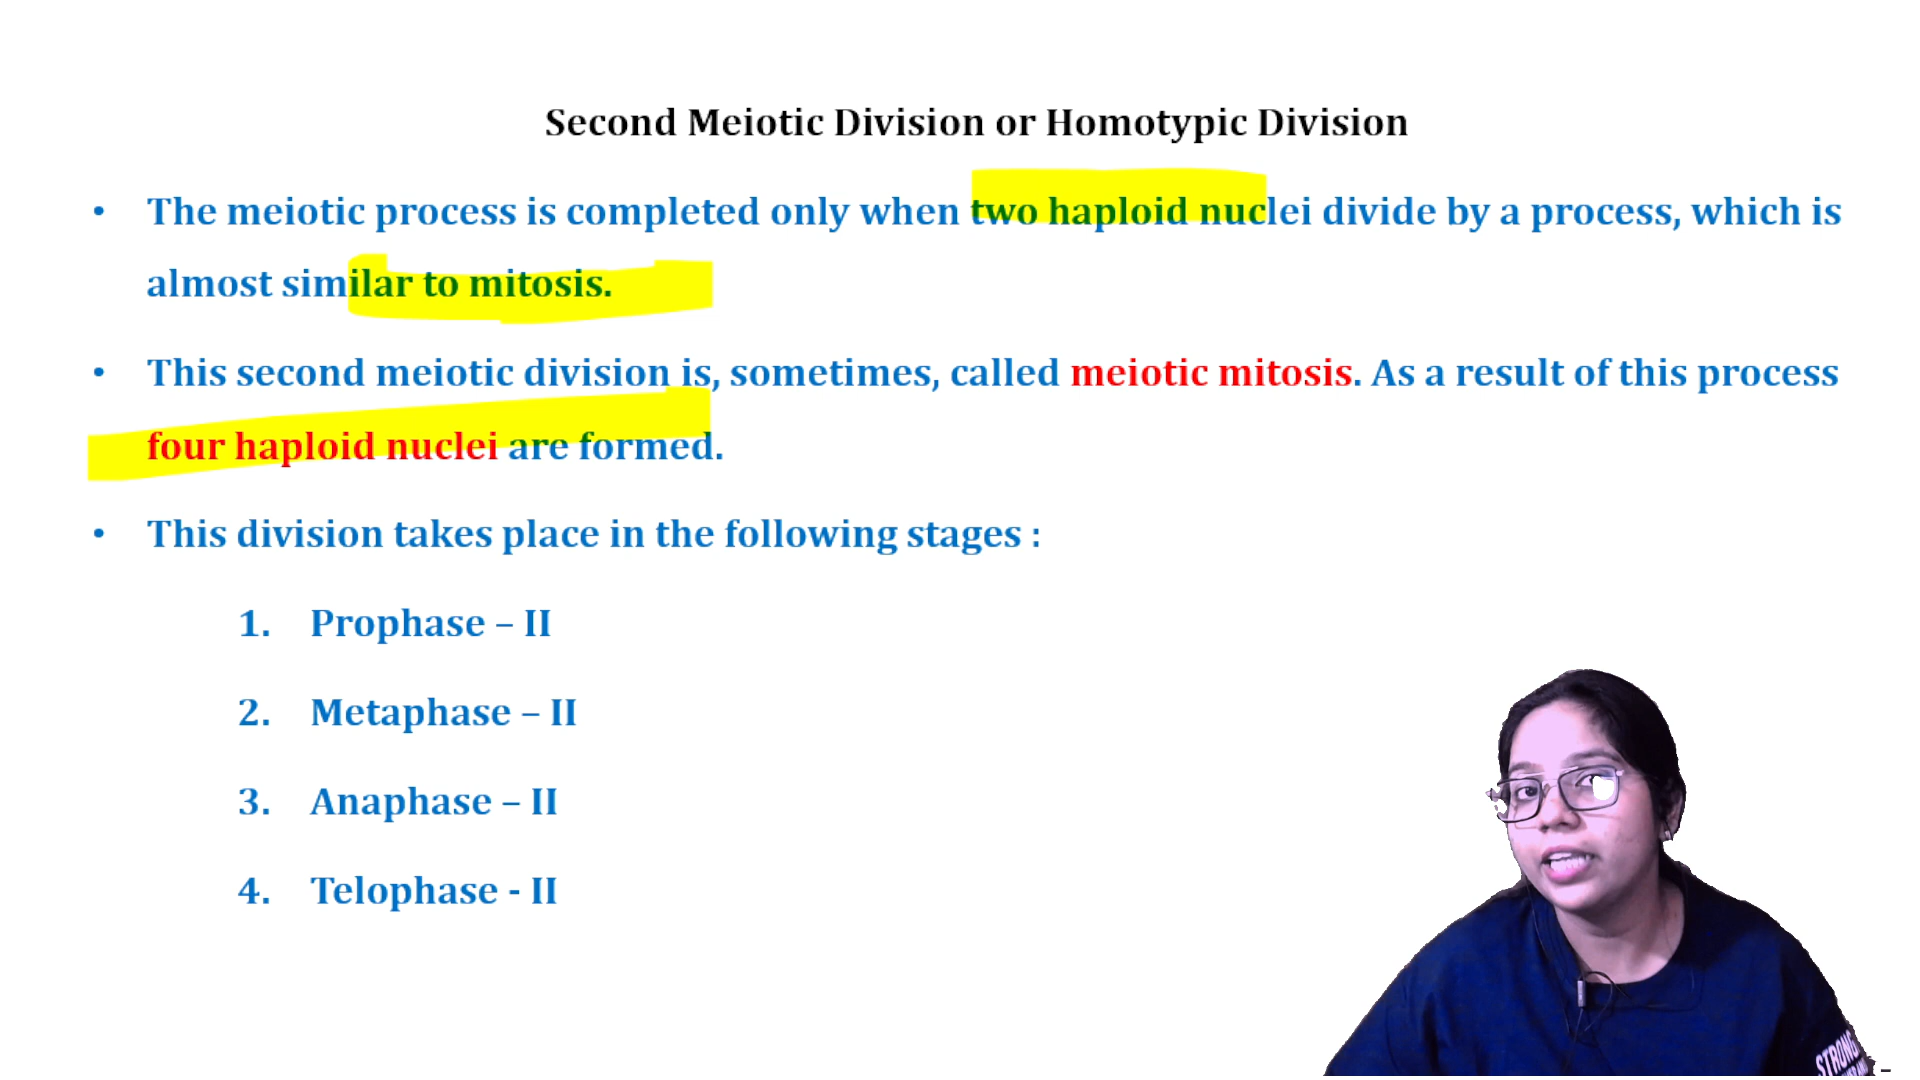 Second Meiotic Division or Homotypic Division
• The meiotic process is completed only when two haploid nuclei divide by a process, which is
almost similar to mitosis.
• This second meiotic division is, sometimes, called meiotic mitosis. As a result of this process
four haploid nuclei are formed.
• This division takes place in the following stages :
1. Prophase – II
2. Metaphase – II
3. Anaphase – II
4. Telophase - II